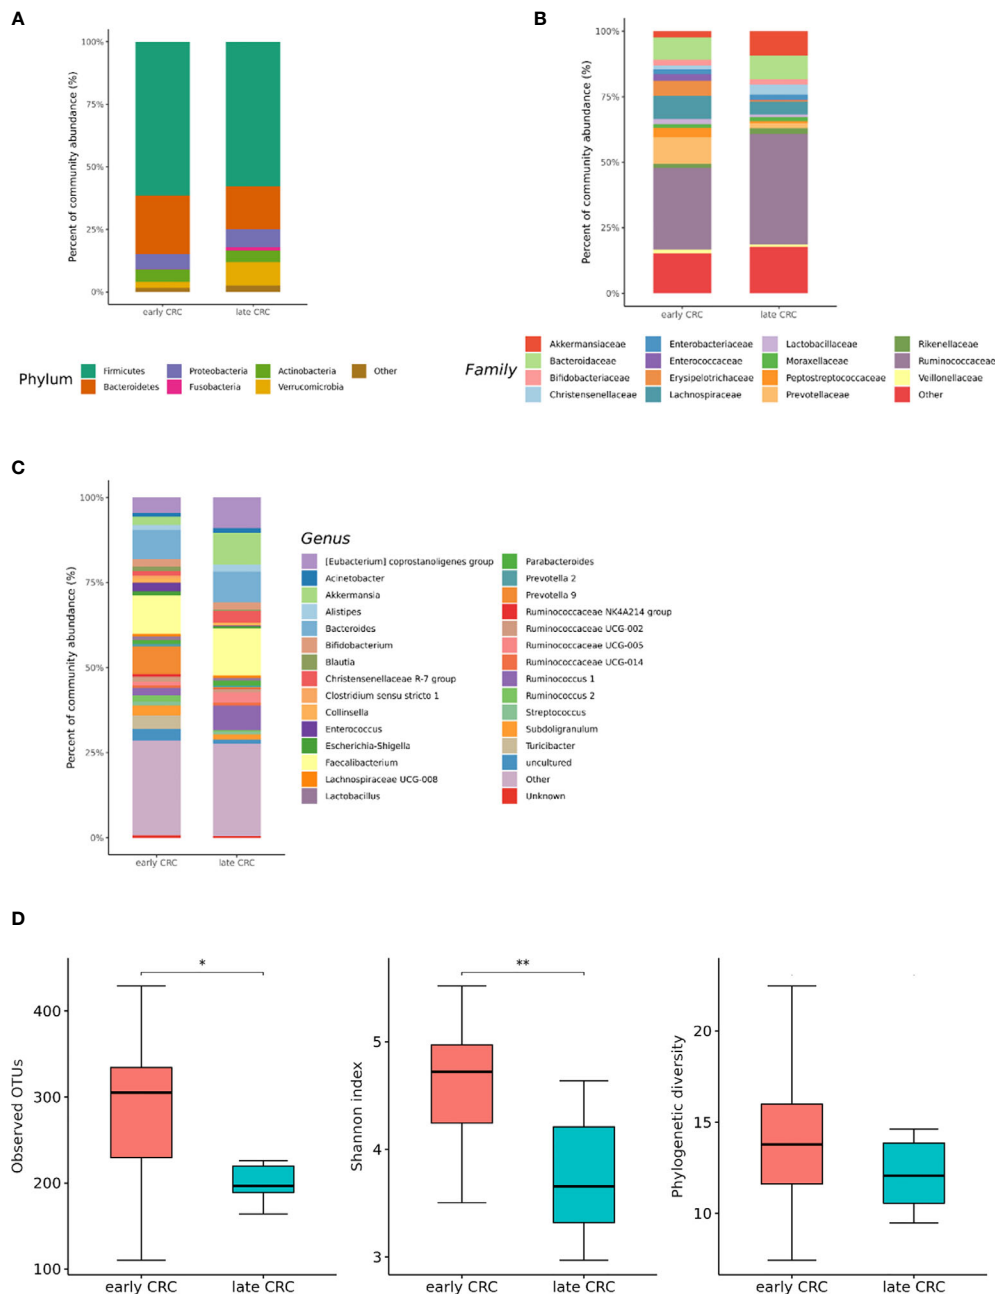 A
Percent of community abundance (%)
100%
75%
50%
25%
0%
early CRC
late CRC
Phylum
Firmicutes
Bacteroidetes
Proteobacteria
Fusobacteria
Actinobacteria
Verrucomicrobia
Other
B
Percent of community abundance (%)
100%
75%
50%
25%
0%
early CRC
late CRC
Family
Akkermansiaceae
Bacteroidaceae
Bifidobacteriaceae
Christensenellaceae
Enterobacteriaceae
Enterococcaceae
Erysipelotrichaceae
Lachnospiraceae
Lactobacillaceae
Moraxellaceae
Peptostreptococcaceae
Prevotellaceae
Rikenellaceae
Ruminococcaceae
Veillonellaceae
Other
C
Percent of community abundance (%)
100%
75%
50%
25%
0%
early CRC
late CRC
Genus
[Eubacterium] coprostanoligenes group
Acinetobacter
Akkermansia
Alistipes
Bacteroides
Bifidobacterium
Blautia
Christensenellaceae R-7 group
Clostridium sensu stricto 1
Collinsella
Enterococcus
Escherichia-Shigella
Faecalibacterium
Lachnospiraceae UCG-008
Lactobacillus
Parabacteroides
Prevotella 2
Prevotella 9
Ruminococcaceae NK4A214 group
Ruminococcaceae UCG-002
Ruminococcaceae UCG-005
Ruminococcaceae UCG-014
Ruminococcus 1
Ruminococcus 2
Streptococcus
Subdoligranulum
Turicibacter
uncultured
Other
Unknown
D
Observed OTUs
400
300
200
100
*
early CRC
late CRC
Shannon index
5
4
3
**
early CRC
late CRC
Phylogenetic diversity
20
15
10
early CRC
late CRC